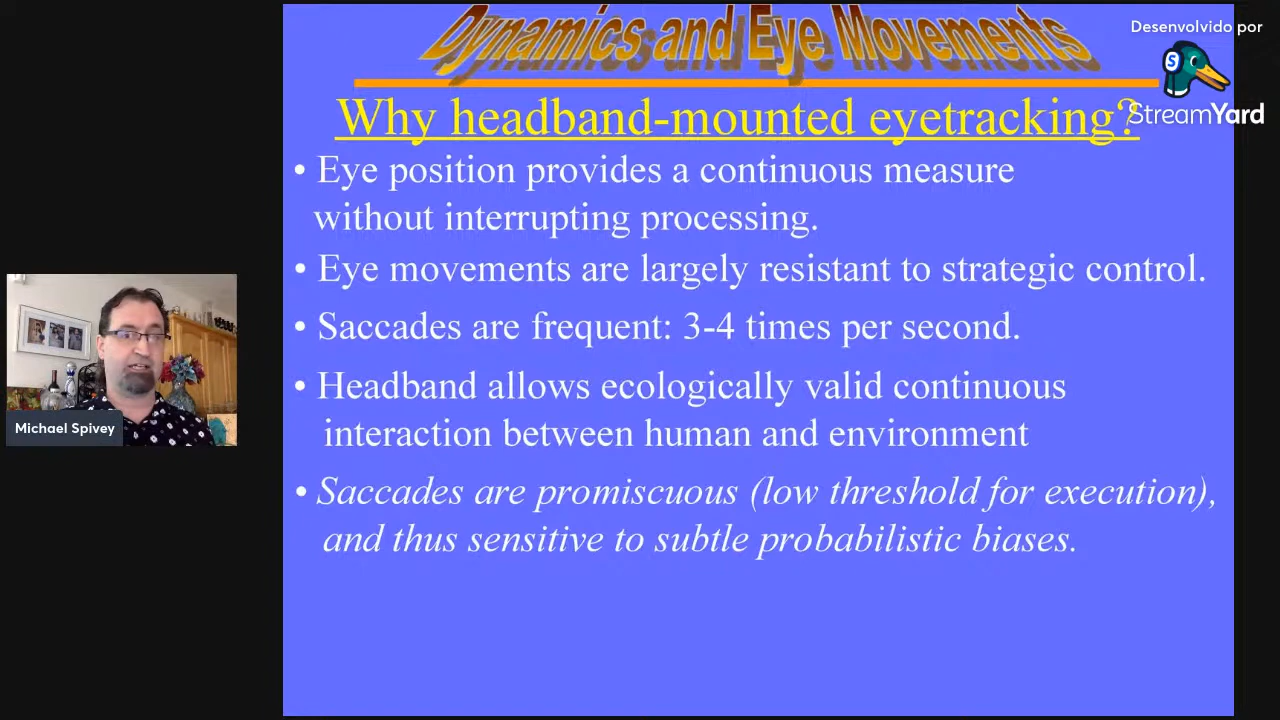 Dynamics and Eye Movements
Desenvolvido por
StreamYard
Why headband-mounted eyetracking?
• Eye position provides a continuous measure
without interrupting processing.
• Eye movements are largely resistant to strategic control.
• Saccades are frequent: 3-4 times per second.
• Headband allows ecologically valid continuous
interaction between human and environment
• Saccades are promiscuous (low threshold for execution),
and thus sensitive to subtle probabilistic biases.
Michael Spivey